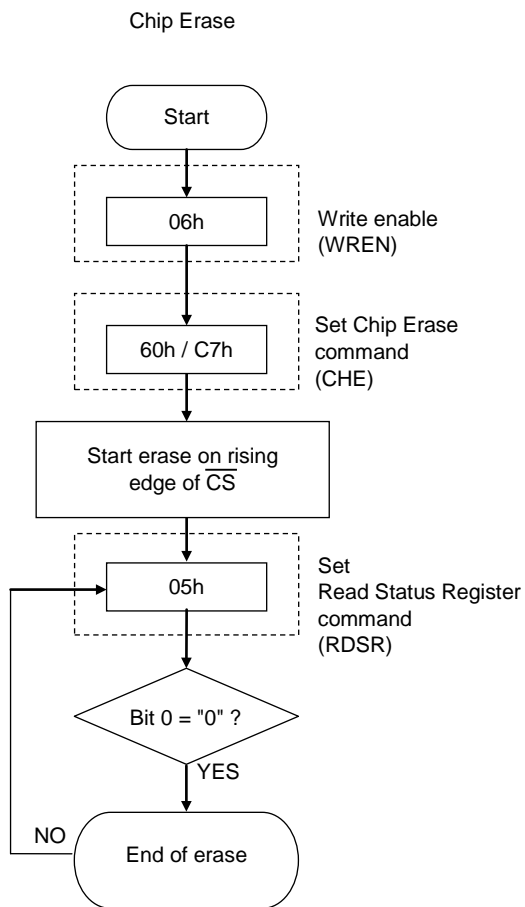 Chip Erase
Start
06h
Write enable
(WREN)
60h / C7h
Set Chip Erase
command
(CHE)
Start erase on rising
edge of C̅S̅
05h
Set
Read Status Register
command
(RDSR)
Bit 0 = "0" ?
YES
NO
End of erase